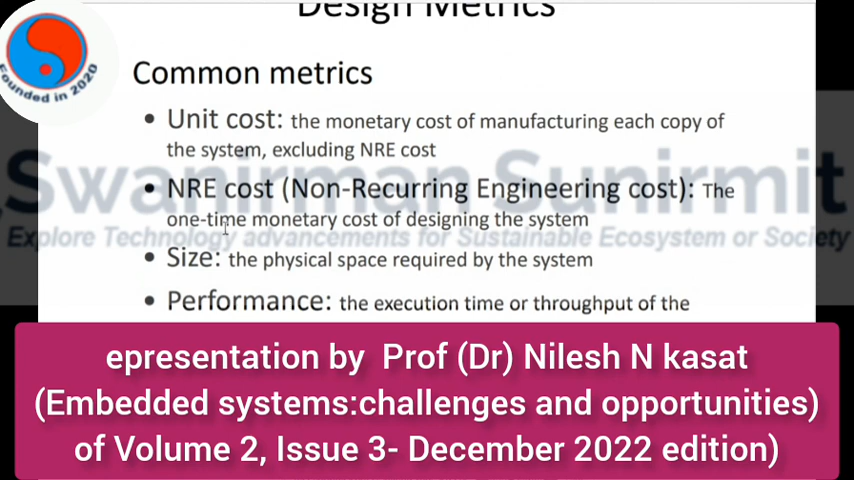 Design Metrics
Founded in 2020
Common metrics
• Unit cost: the monetary cost of manufacturing each copy of
the system, excluding NRE cost
Swanirman Sunirmit
• NRE cost (Non-Recurring Engineering cost): The
one-time monetary cost of designing the system
Explore Technology advancements for Sustainable Ecosystem or Society
• Size: the physical space required by the system
• Performance: the execution time or throughput of the
epresentation by Prof (Dr) Nilesh N kasat
(Embedded systems:challenges and opportunities)
of Volume 2, Issue 3- December 2022 edition)